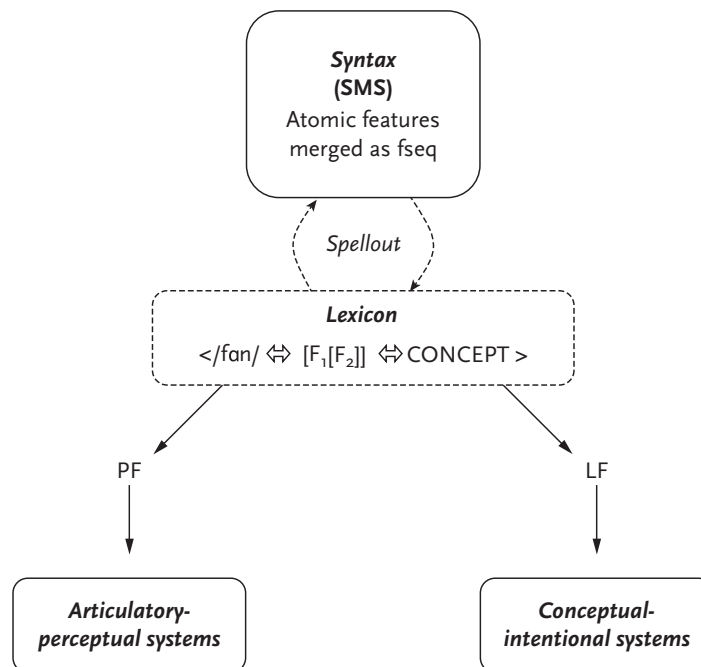 Syntax
(SMS)
Atomic features
merged as fseq
Spellout
Lexicon
</fɑn/ ⬄ [F₁[F₂]] ⬄ CONCEPT >
PF
LF
Articulatory-
perceptual systems
Conceptual-
intentional systems